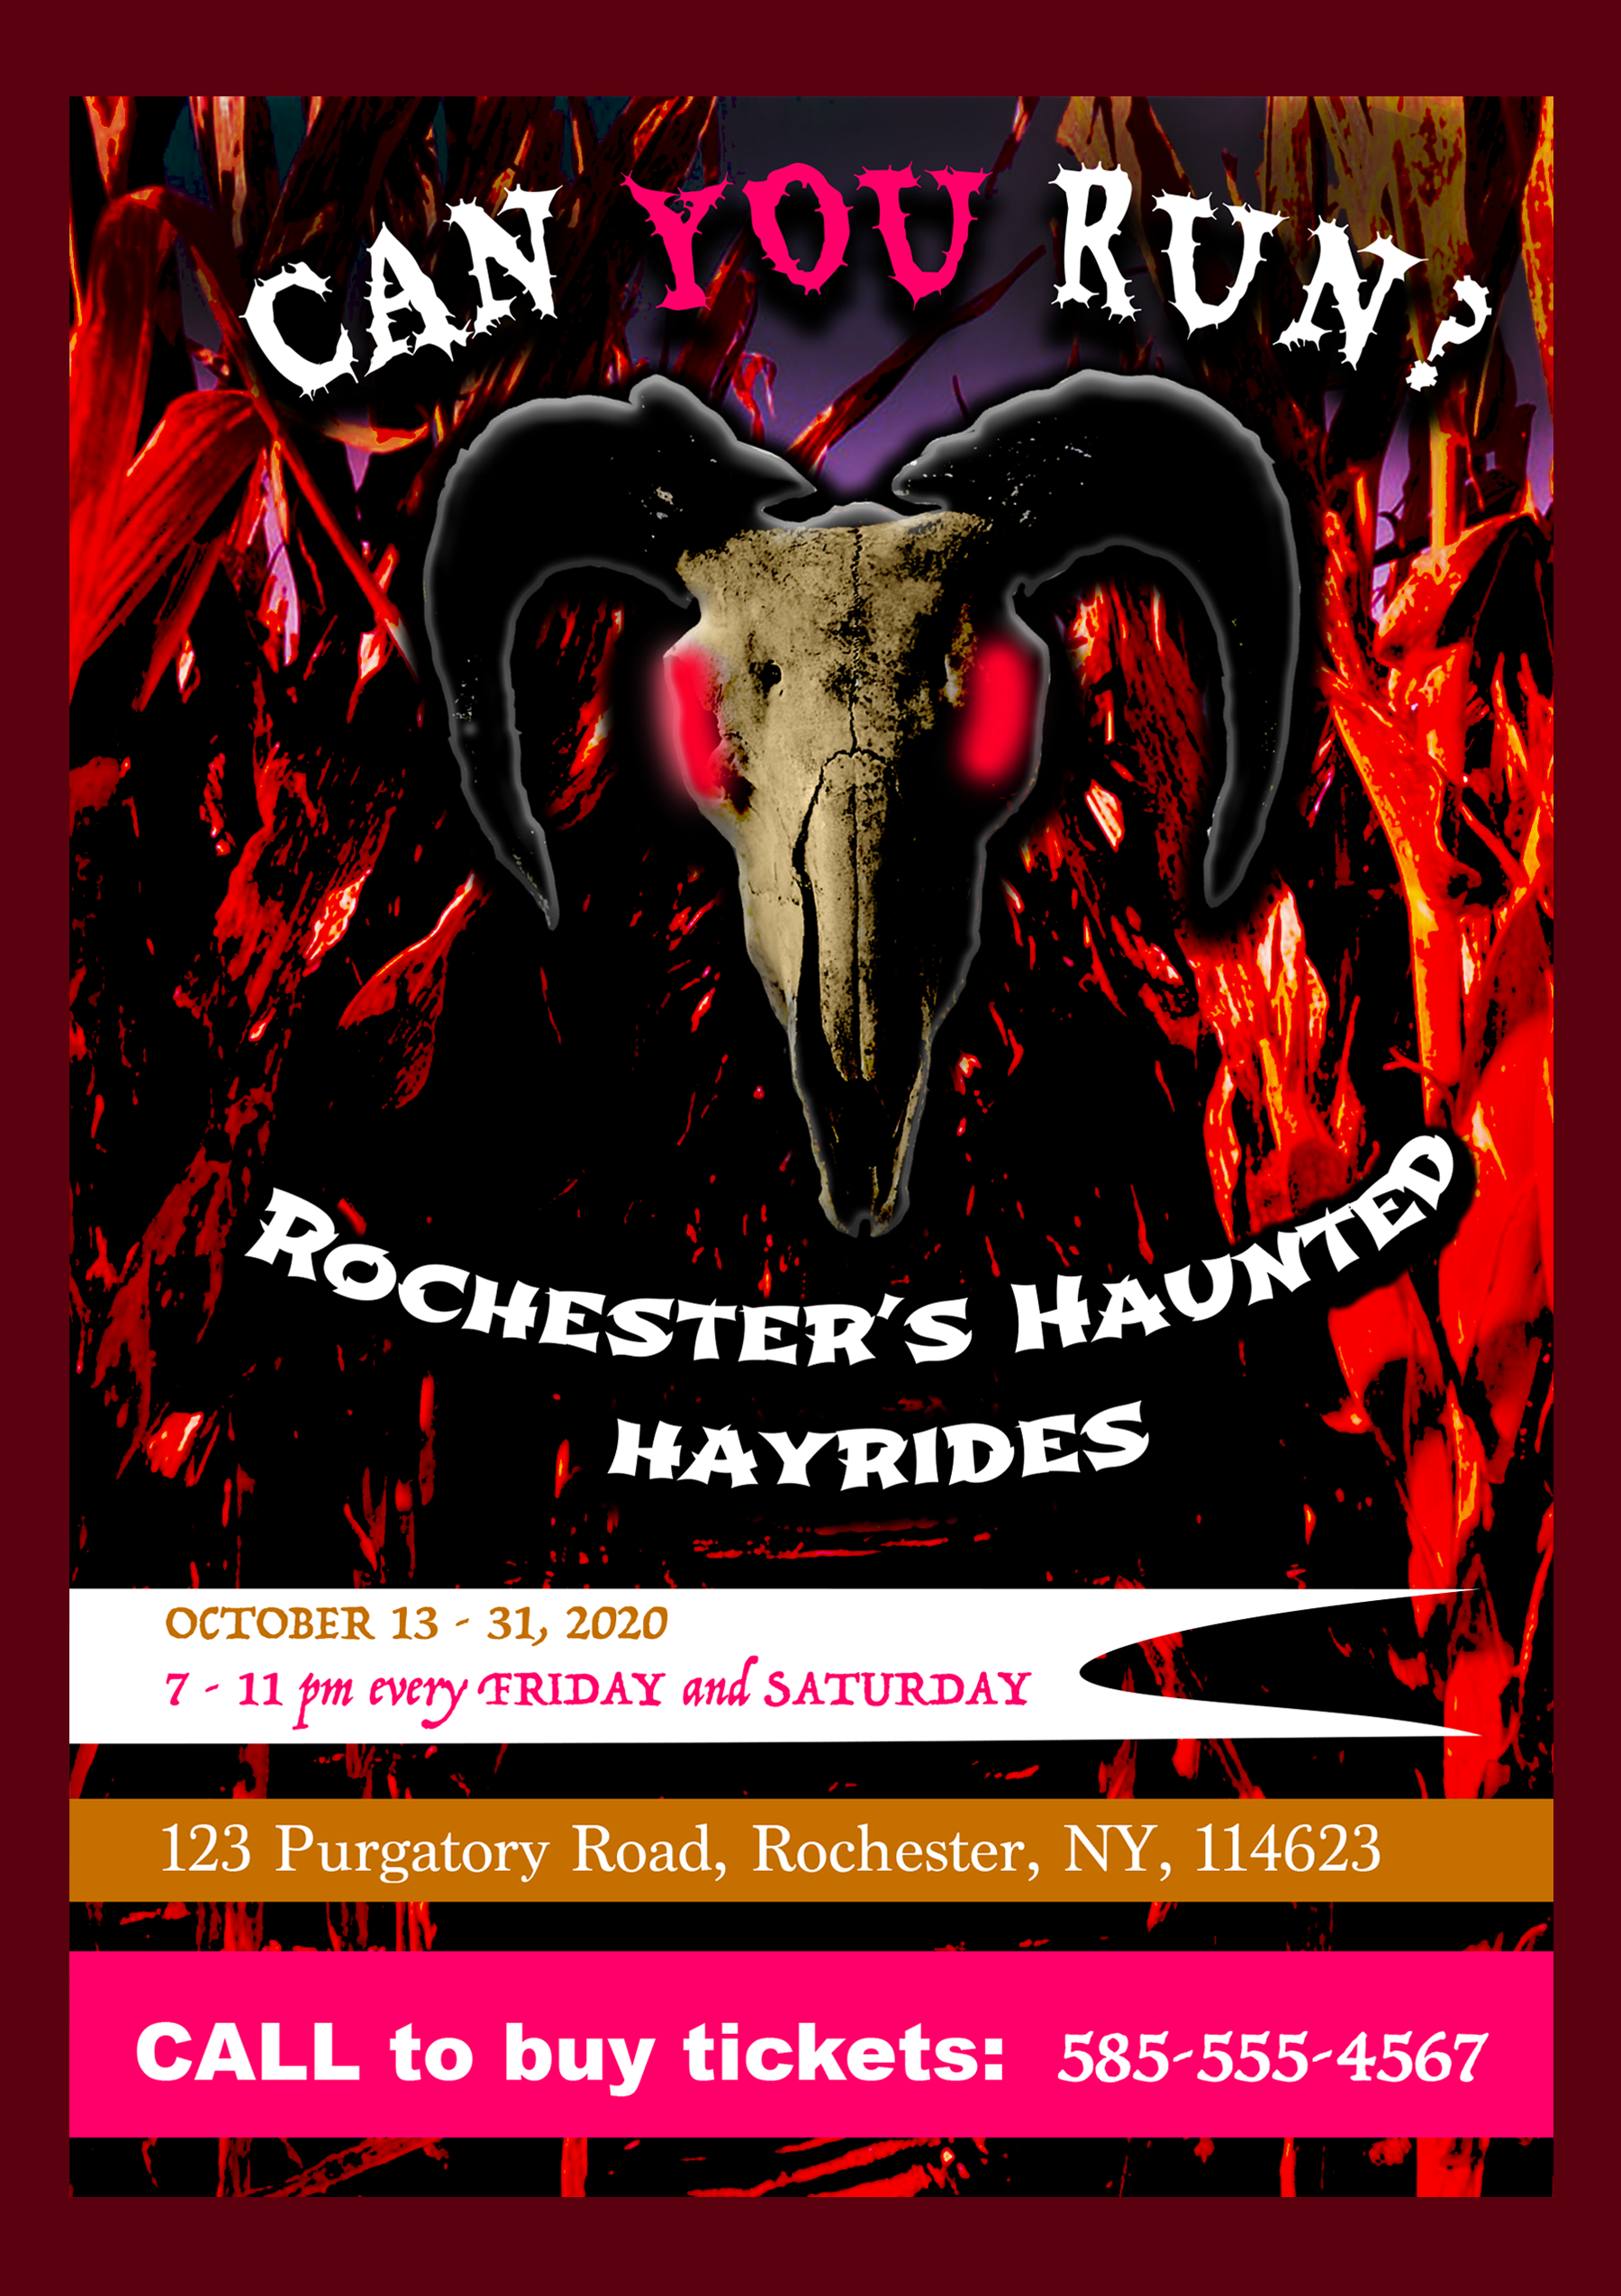 CAN YOU RUN?
ROCHESTER'S HAUNTED
HAYRIDES
OCTOBER 13 - 31, 2020
7 - 11 pm every FRIDAY and SATURDAY
123 Purgatory Road, Rochester, NY, 114623
CALL to buy tickets: 585-555-4567